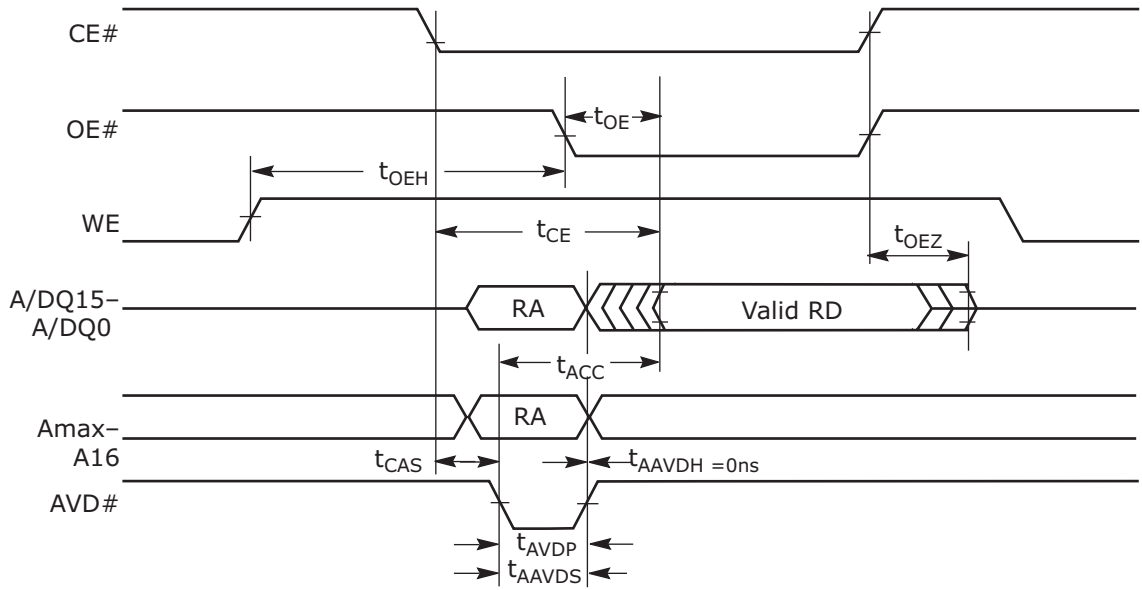 CE#
OE#
tOE
tOEH
WE
tCE
tOEZ
A/DQ15–
A/DQ0
RA
Valid RD
tACC
Amax–
A16
RA
tCAS
tAAVDH =0ns
AVD#
tAVDP
tAAVDS